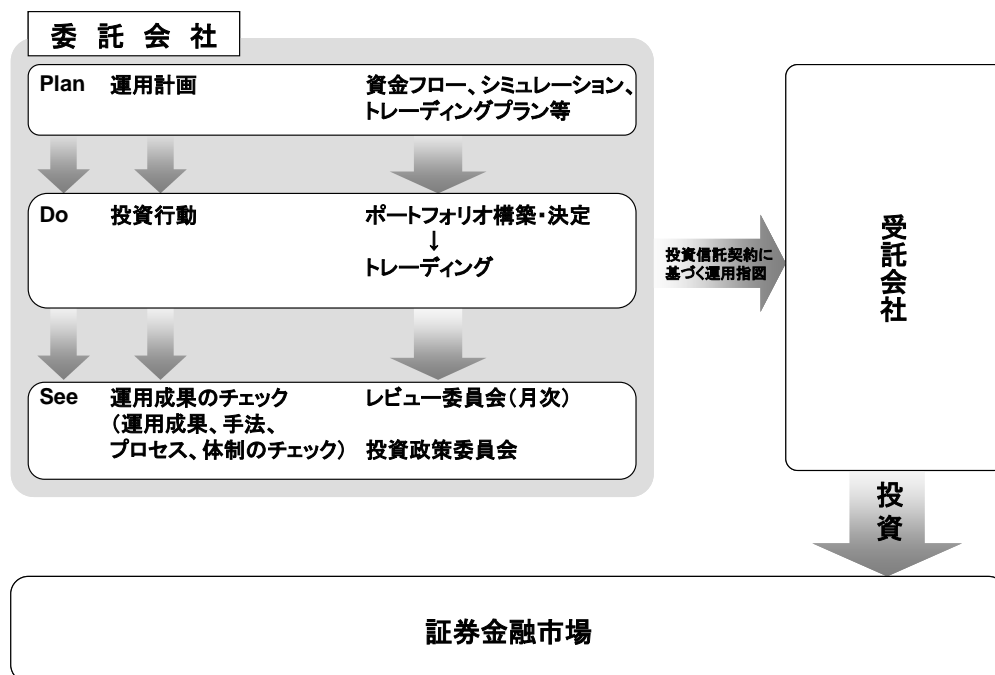 委託会社
Plan 運用計画 資金フロー、シミュレーション、
トレーディングプラン等
Do 投資行動 ポートフォリオ構築・決定
↓
トレーディング
See 運用成果のチェック レビュー委員会（月次）
（運用成果、手法、
プロセス、体制のチェック） 投資政策委員会
投資信託契約に
基づく運用指図
受託会社
投資
証券金融市場